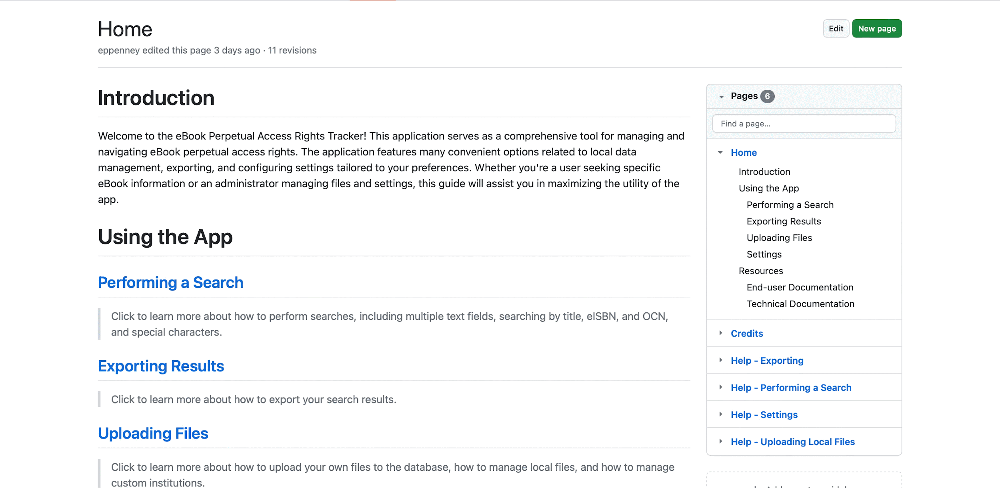 Home
Edit
New page
eppenney edited this page 3 days ago · 11 revisions
Introduction
Welcome to the eBook Perpetual Access Rights Tracker! This application serves as a comprehensive tool for managing and
navigating eBook perpetual access rights. The application features many convenient options related to local data
management, exporting, and configuring settings tailored to your preferences. Whether you're a user seeking specific
eBook information or an administrator managing files and settings, this guide will assist you in maximizing the utility of the
app.
Using the App
Performing a Search
Click to learn more about how to perform searches, including multiple text fields, searching by title, eISBN, and OCN,
and special characters.
Exporting Results
Click to learn more about how to export your search results.
Uploading Files
Click to learn more about how to upload your own files to the database, how to manage local files, and how to manage
custom institutions.
Pages 6
Find a page...
Home
Introduction
Using the App
Performing a Search
Exporting Results
Uploading Files
Settings
Resources
End-user Documentation
Technical Documentation
Credits
Help - Exporting
Help - Performing a Search
Help - Settings
Help - Uploading Local Files